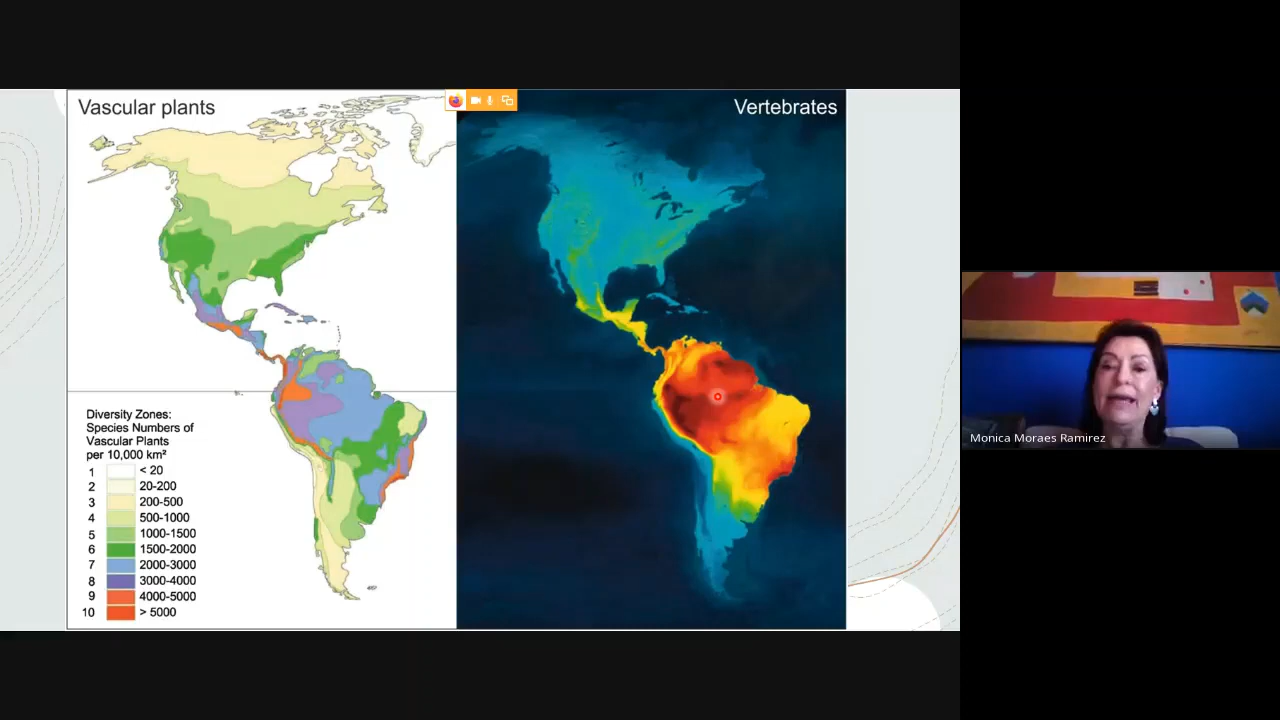 Vascular plants
Vertebrates
Diversity Zones:
Species Numbers of
Vascular Plants
per 10,000 km²
1 < 20
2 20-200
3 200-500
4 500-1000
5 1000-1500
6 1500-2000
7 2000-3000
8 3000-4000
9 4000-5000
10 > 5000
Monica Moraes Ramirez